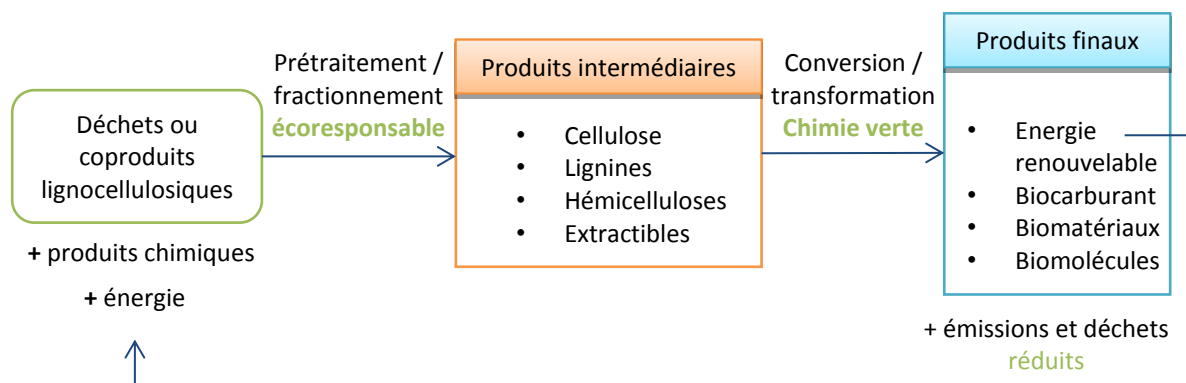 Déchets ou
coproduits
lignocellulosiques
+ produits chimiques
+ énergie
Prétraitement /
fractionnement
écoresponsable
Produits intermédiaires
• Cellulose
• Lignines
• Hémicelluloses
• Extractibles
Conversion /
transformation
Chimie verte
Produits finaux
• Energie
renouvelable
• Biocarburant
• Biomatériaux
• Biomolécules
+ émissions et déchets
réduits